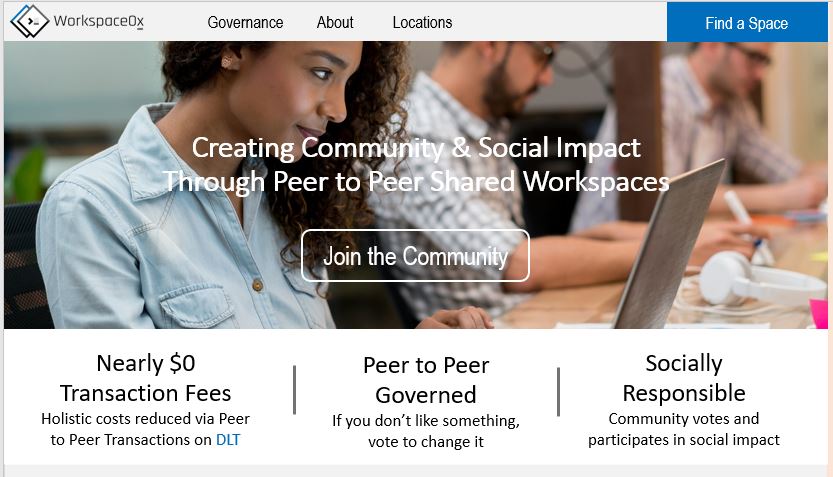 Workspace0x
Governance
About
Locations
Find a Space
Creating Community & Social Impact
Through Peer to Peer Shared Workspaces
Join the Community
Nearly $0
Transaction Fees
Holistic costs reduced via Peer
to Peer Transactions on DLT
Peer to Peer
Governed
If you don’t like something,
vote to change it
Socially
Responsible
Community votes and
participates in social impact